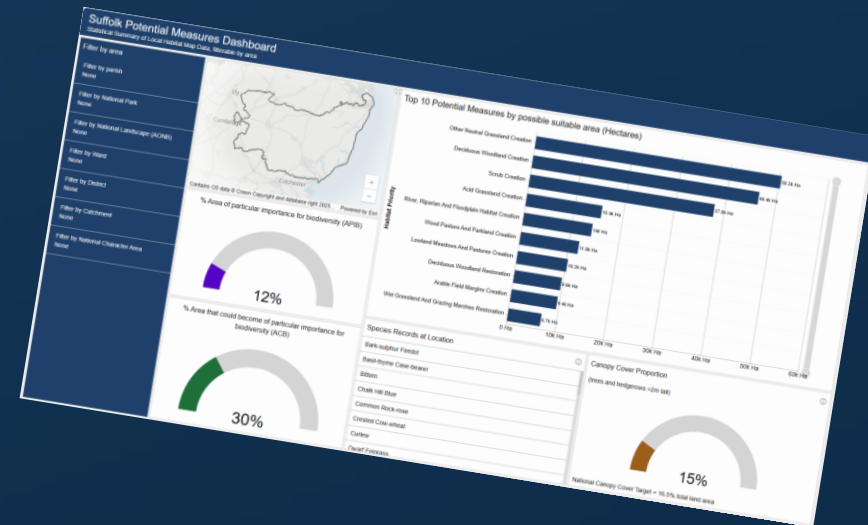 Suffolk Potential Measures Dashboard
Statistical Summary of Local Habitat Map Data, filterable by area
Filter by area
Filter by parish
None
Filter by National Park
None
Filter by National Landscape (AONB)
None
Filter by Ward
None
Filter by District
None
Filter by Catchment
None
Filter by National Character Area
None
Ely
Colchester
+
−
Contains OS data © Crown Copyright and database right 2025
Powered by Esri
% Area of particular importance for biodiversity (APIB)
12%
% Area that could become of particular importance for
biodiversity (ACB)
30%
Top 10 Potential Measures by possible suitable area (Hectares)
Habitat Priority
Other Neutral Grassland Creation
Deciduous Woodland Creation
Scrub Creation
Acid Grassland Creation
River, Riparian And Floodplain Habitat Creation
Wood Pasture And Parkland Creation
Lowland Meadows And Pastures Creation
Deciduous Woodland Restoration
Arable Field Margins Creation
Wet Grassland And Grazing Marshes Restoration
0 Ha
10k Ha
20k Ha
30k Ha
40k Ha
50k Ha
60k Ha
Species Records at Location
Bark-sulphur Firedot
Basil-thyme Case-bearer
Bittern
Chalk Hill Blue
Common Rock-rose
Crested Cow-wheat
Curlew
Dwarf Feixrass
Canopy Cover Proportion
(trees and hedgerows >2m tall)
15%
National Canopy Cover Target = 16.5% total land area